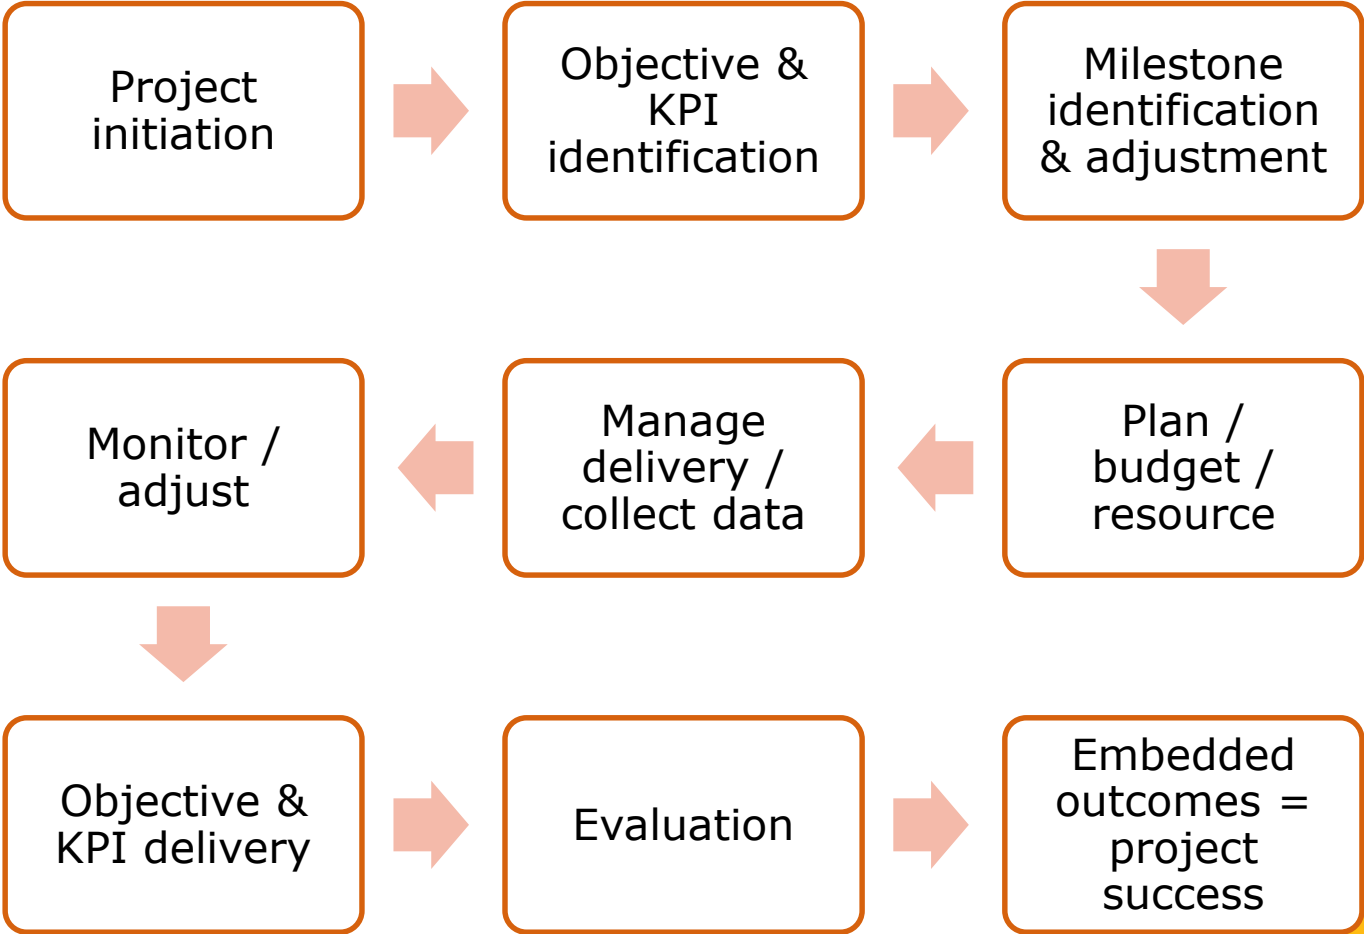 Project
initiation
Objective &
KPI
identification
Milestone
identification
& adjustment
Plan /
budget /
resource
Manage
delivery /
collect data
Monitor /
adjust
Objective &
KPI delivery
Evaluation
Embedded
outcomes =
project
success